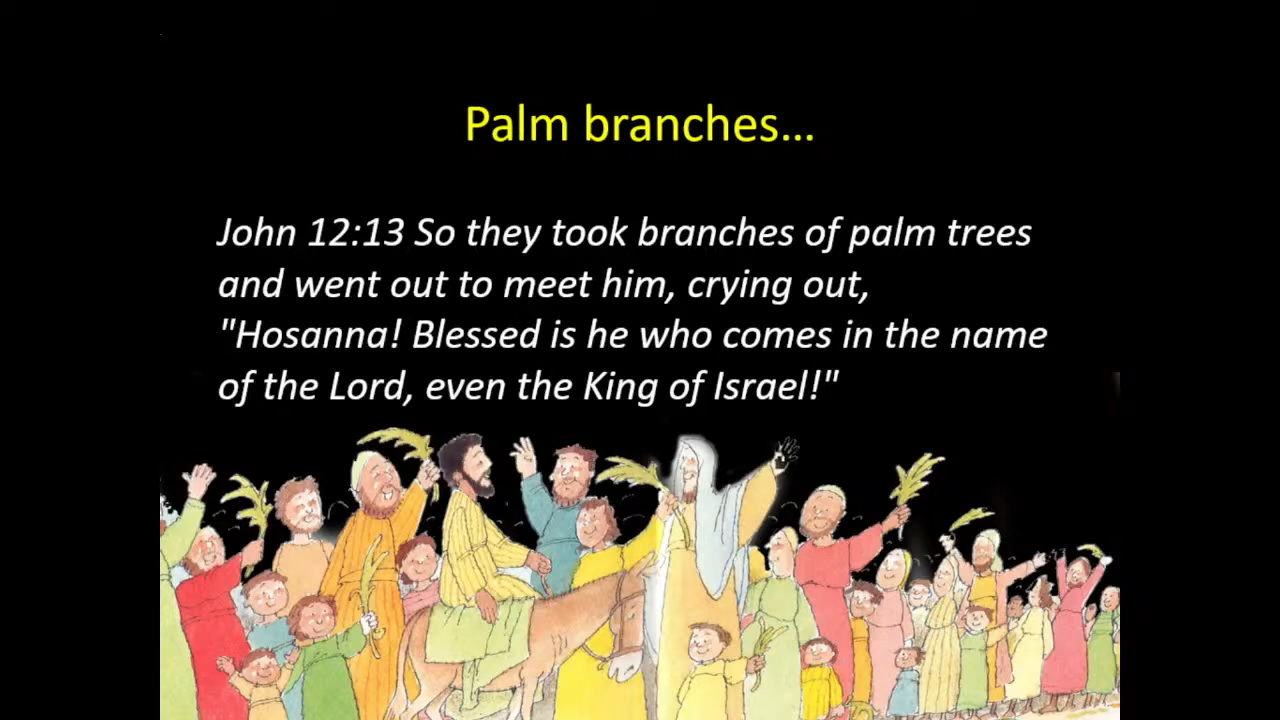 Palm branches…
John 12:13 So they took branches of palm trees
and went out to meet him, crying out,
"Hosanna! Blessed is he who comes in the name
of the Lord, even the King of Israel!"